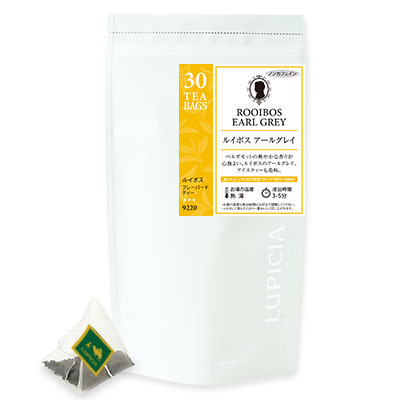 30
TEA
BAGS
ルイボス
フレーバード
ティー
9220
ノンカフェイン
ROOIBOS
EARL GREY
ルイボス アールグレイ
ベルガモットの爽やかな香りが
心地よい、ルイボスのアールグレイ。
アイスティーも美味。
お湯の温度
熱湯
浸出時間
3-5分
LUPICIA
LUPICIA